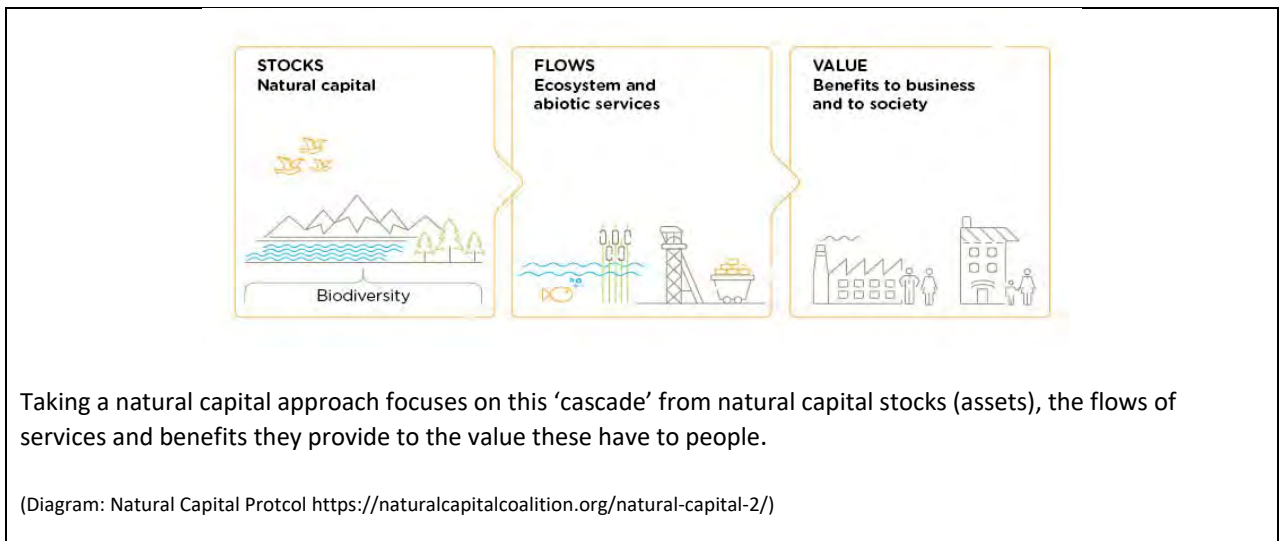 STOCKS
Natural capital
FLOWS
Ecosystem and
abiotic services
VALUE
Benefits to business
and to society
Biodiversity
Taking a natural capital approach focuses on this ‘cascade’ from natural capital stocks (assets), the flows of
services and benefits they provide to the value these have to people.
(Diagram: Natural Capital Protcol https://naturalcapitalcoalition.org/natural-capital-2/)